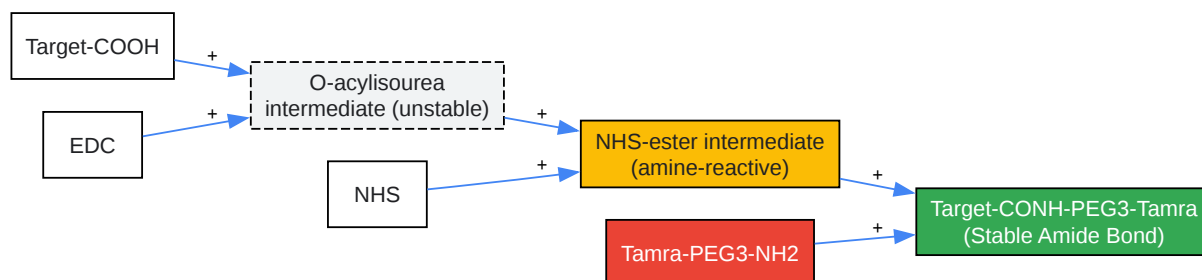 Target-COOH
+
EDC
+
O-acylisourea
intermediate (unstable)
+
NHS
+
NHS-ester intermediate
(amine-reactive)
+
Tamra-PEG3-NH2
+
Target-CONH-PEG3-Tamra
(Stable Amide Bond)